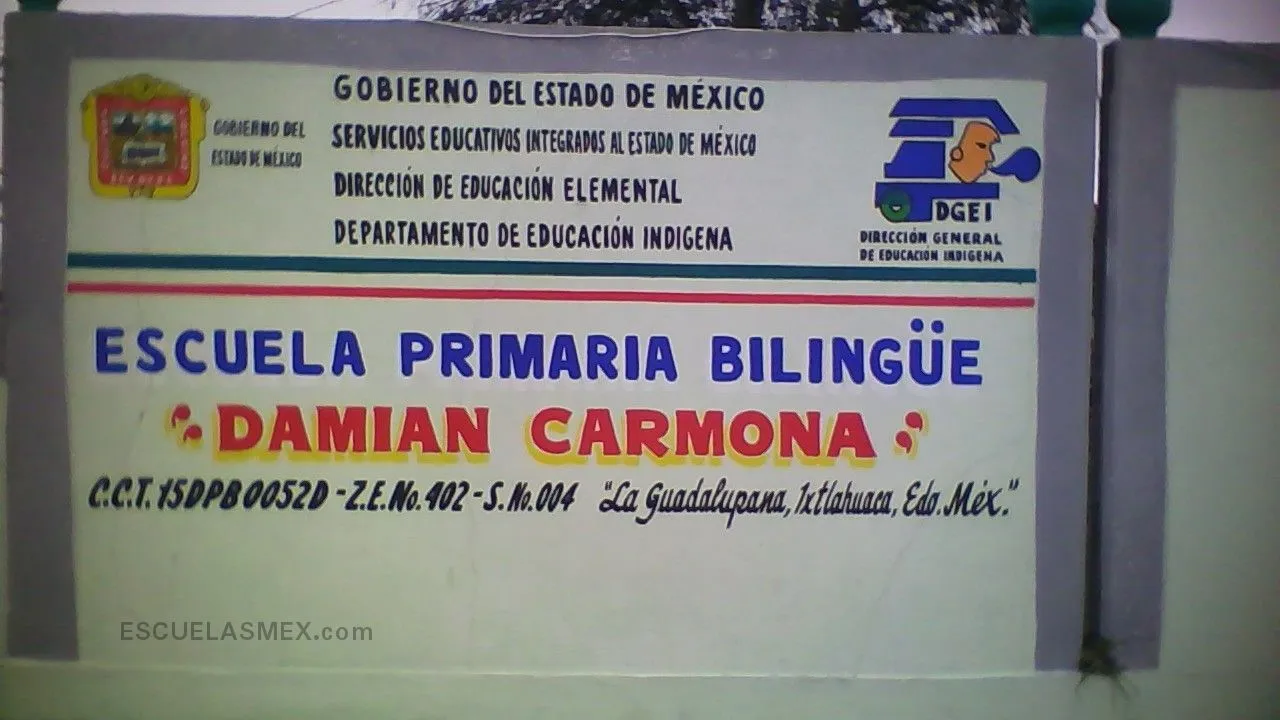 GOBIERNO DEL
ESTADO DE MÉXICO
GOBIERNO DEL ESTADO DE MÉXICO
SERVICIOS EDUCATIVOS INTEGRADOS AL ESTADO DE MÉXICO
DIRECCIÓN DE EDUCACIÓN ELEMENTAL
DEPARTAMENTO DE EDUCACIÓN INDIGENA
DGEI
DIRECCIÓN GENERAL
DE EDUCACIÓN INDIGENA
ESCUELA PRIMARIA BILINGÜE
DAMIAN CARMONA
C.C.T. 15DPB0052D - Z.E. No. 402 - S. No. 004 "La Guadalupana, Ixtlahuaca, Edo. Méx."
ESCUELASMEX.com